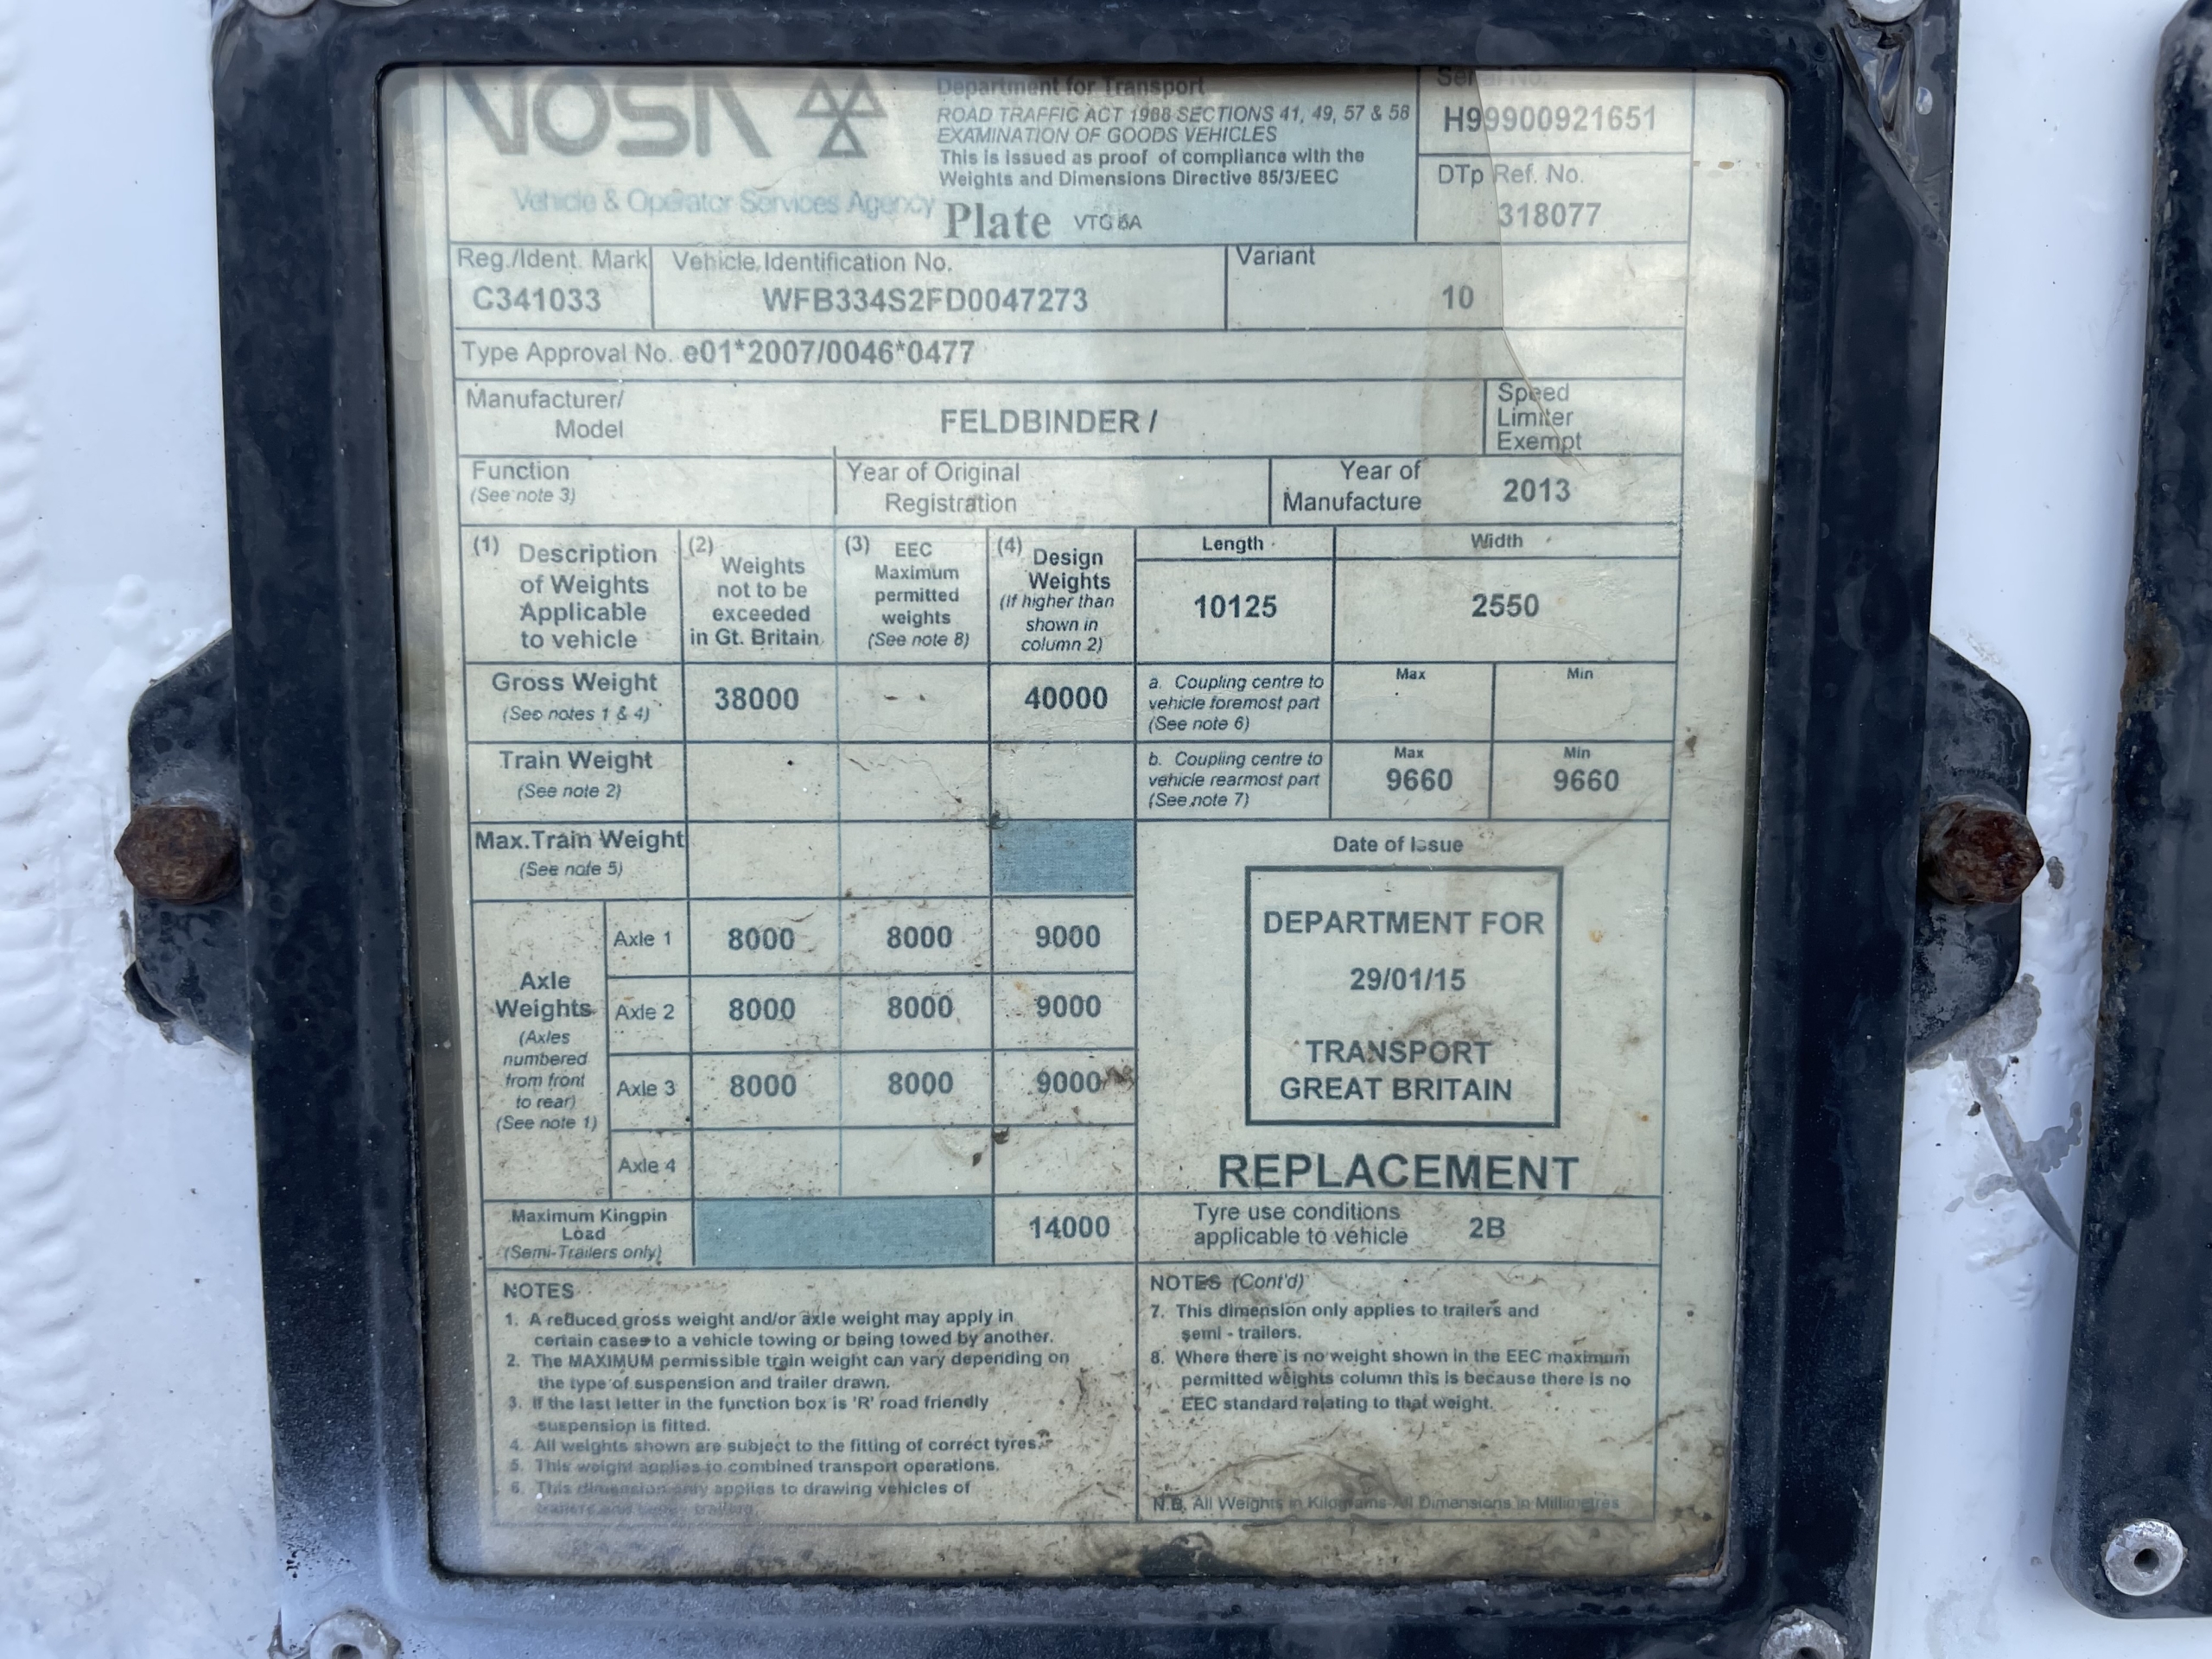 VOSA
Department for Transport
ROAD TRAFFIC ACT 1988 SECTIONS 41, 49, 57 & 58
EXAMINATION OF GOODS VEHICLES
This is issued as proof of compliance with the
Weights and Dimensions Directive 85/3/EEC
Vehicle & Operator Services Agency
Plate VTG 6A
Serial No.
H99900921651
DTp Ref. No.
318077
Reg./Ident. Mark
C341033
Vehicle Identification No.
WFB334S2FD0047273
Variant
10
Type Approval No. e01*2007/0046*0477
Manufacturer/
Model
FELDBINDER /
Speed
Limiter
Exempt
Function
(See note 3)
Year of Original
Registration
Year of
Manufacture
2013
(1) Description
of Weights
Applicable
to vehicle
(2) Weights
not to be
exceeded
in Gt. Britain
(3) EEC
Maximum
permitted
weights
(See note 8)
(4) Design
Weights
(If higher than
shown in
column 2)
Length
10125
Width
2550
Gross Weight
(See notes 1 & 4)
38000
40000
a. Coupling centre to
vehicle foremost part
(See note 6)
Max
Min
Train Weight
(See note 2)
b. Coupling centre to
vehicle rearmost part
(See note 7)
Max
9660
Min
9660
Max.Train Weight
(See note 5)
Axle
Weights
(Axles
numbered
from front
to rear)
(See note 1)
Axle 1 8000 8000 9000
Axle 2 8000 8000 9000
Axle 3 8000 8000 9000
Axle 4
Date of Issue
DEPARTMENT FOR
29/01/15
TRANSPORT
GREAT BRITAIN
REPLACEMENT
Maximum Kingpin
Load
(Semi-Trailers only)
14000
Tyre use conditions
applicable to vehicle
2B
NOTES
1. A reduced gross weight and/or axle weight may apply in
certain cases to a vehicle towing or being towed by another.
2. The MAXIMUM permissible train weight can vary depending on
the type of suspension and trailer drawn.
3. If the last letter in the function box is 'R' road friendly
suspension is fitted.
4. All weights shown are subject to the fitting of correct tyres.
5. This weight applies to combined transport operations.
6. This dimension only applies to drawing vehicles of
trailers and
NOTES (Cont'd)
7. This dimension only applies to trailers and
semi - trailers.
8. Where there is no weight shown in the EEC maximum
permitted weights column this is because there is no
EEC standard relating to that weight.
N.B. All Weights in Kilograms All Dimensions in Millimetres